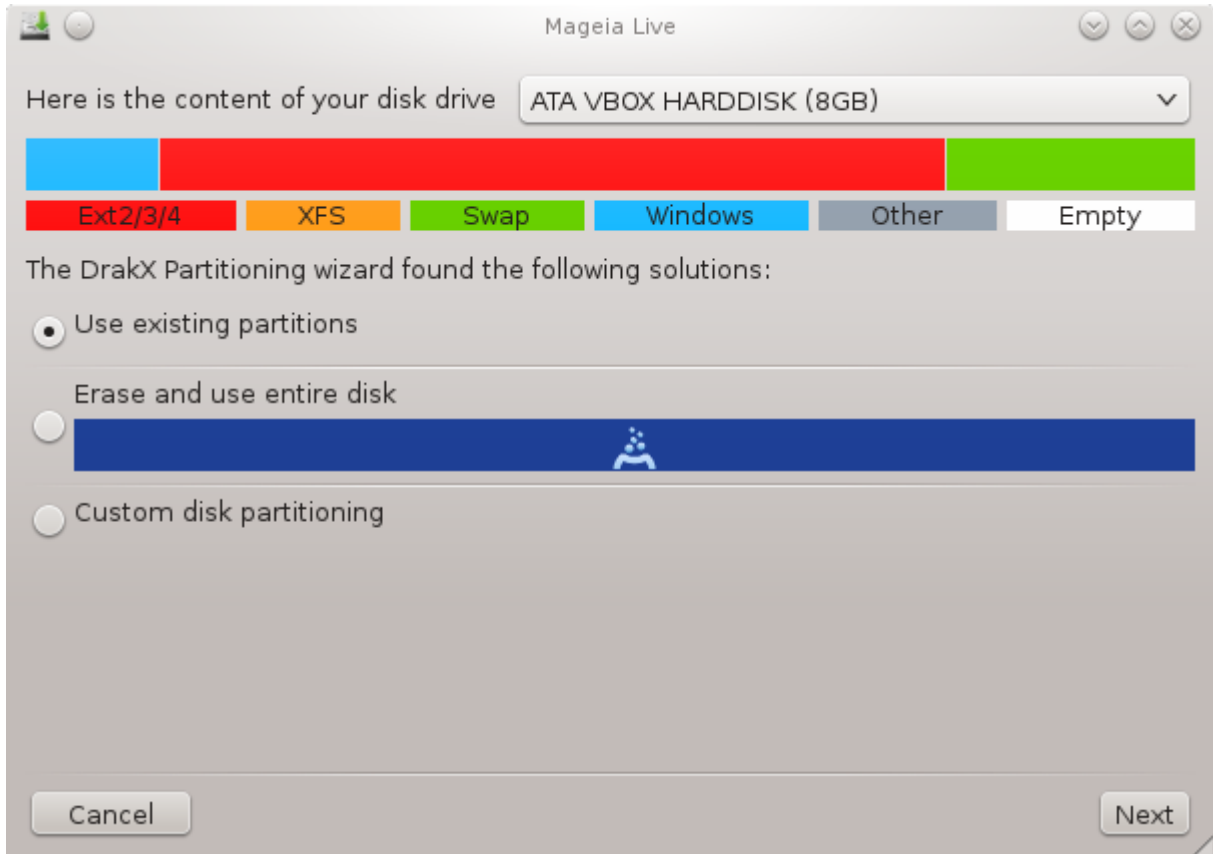 Mageia Live
Here is the content of your disk drive ATA VBOX HARDDISK (8GB)
Ext2/3/4 XFS Swap Windows Other Empty
The DrakX Partitioning wizard found the following solutions:
Use existing partitions
Erase and use entire disk
Custom disk partitioning
Cancel Next